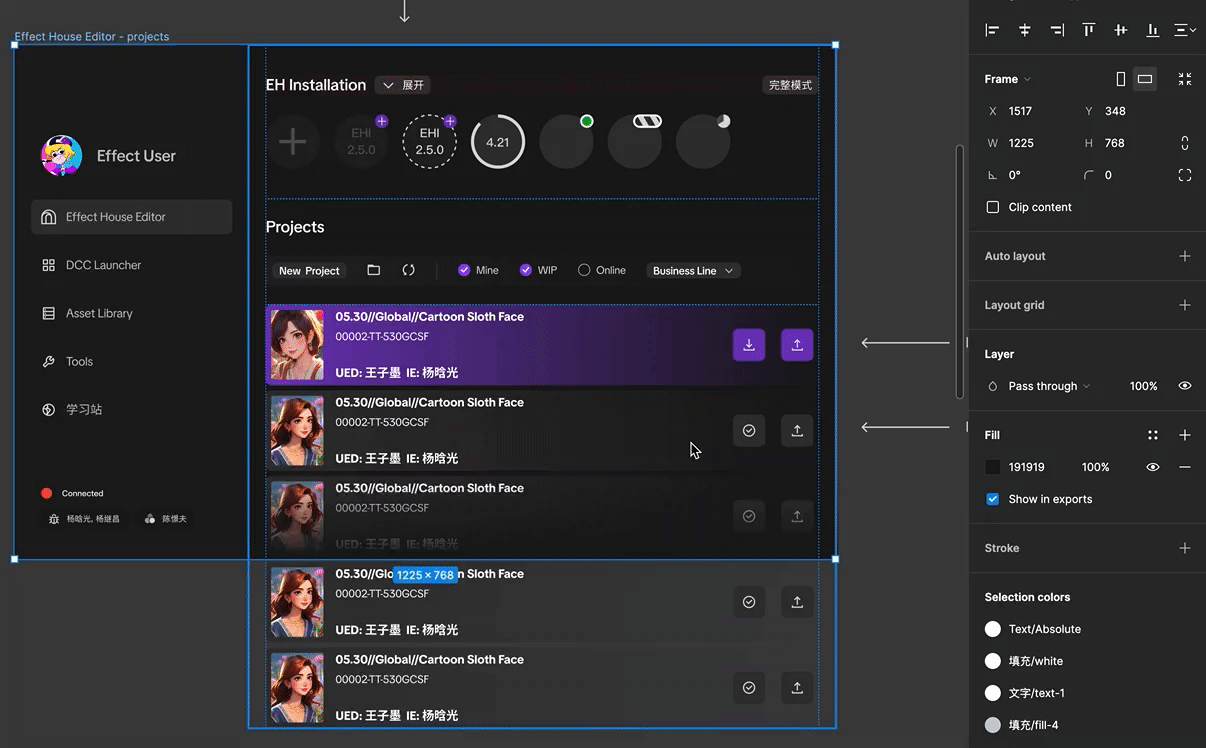 Effect House Editor - projects
Effect User
Effect House Editor
DCC Launcher
Asset Library
Tools
学习站
Connected
杨晗光, 杨继昌
陈憬夫
EH Installation
展开
完整模式
EHI
2.5.0
EHI
2.5.0
4.21
Projects
New Project
Mine
WIP
Online
Business Line
05.30//Global//Cartoon Sloth Face
00002-TT-530GCSF
UED: 王子墨 IE: 杨晗光
05.30//Global//Cartoon Sloth Face
00002-TT-530GCSF
UED: 王子墨 IE: 杨晗光
05.30//Global//Cartoon Sloth Face
00002-TT-530GCSF
UED: 王子墨 IE: 杨晗光
05.30//Glo
n Sloth Face
1225 × 768
00002-TT-530GCSF
UED: 王子墨 IE: 杨晗光
05.30//Global//Cartoon Sloth Face
00002-TT-530GCSF
UED: 王子墨 IE: 杨晗光
Frame
X 1517 Y 348
W 1225 H 768
0° 0
Clip content
Auto layout
Layout grid
Layer
Pass through 100%
Fill
191919 100%
Show in exports
Stroke
Selection colors
Text/Absolute
填充/white
文字/text-1
填充/fill-4